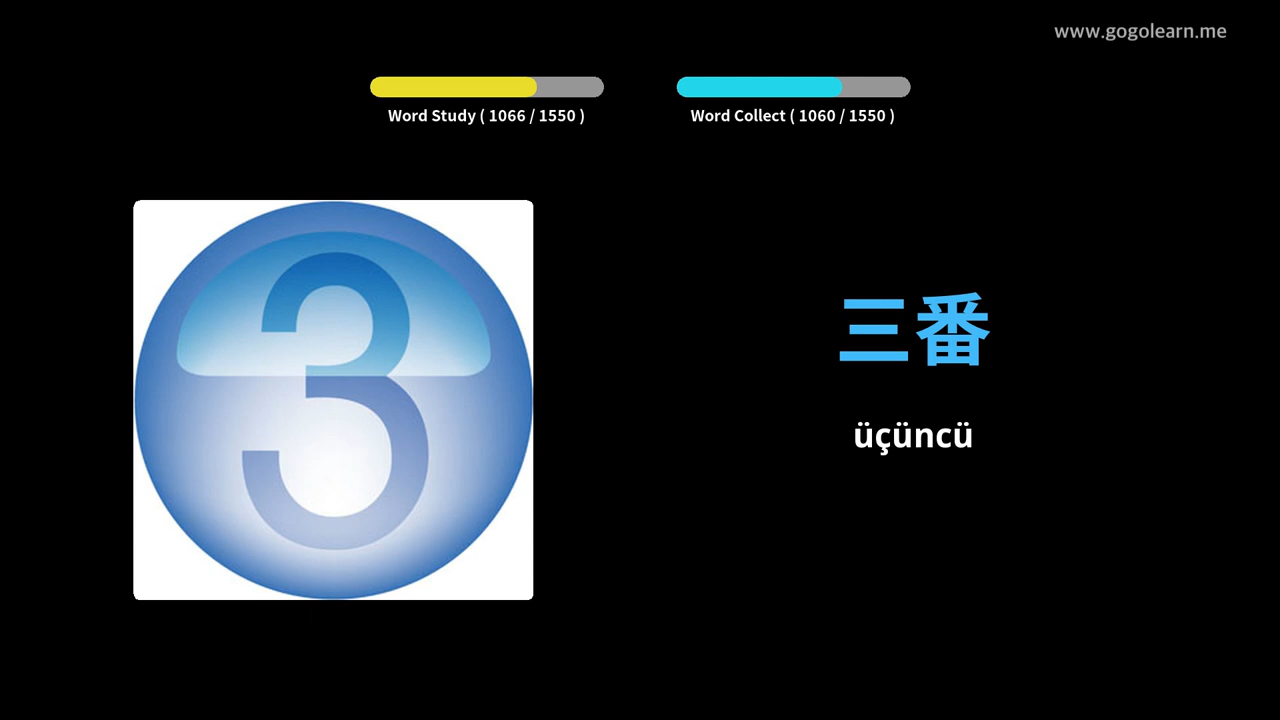 www.gogolearn.me
Word Study ( 1066 / 1550 )
Word Collect ( 1060 / 1550 )
3
三番
üçüncü